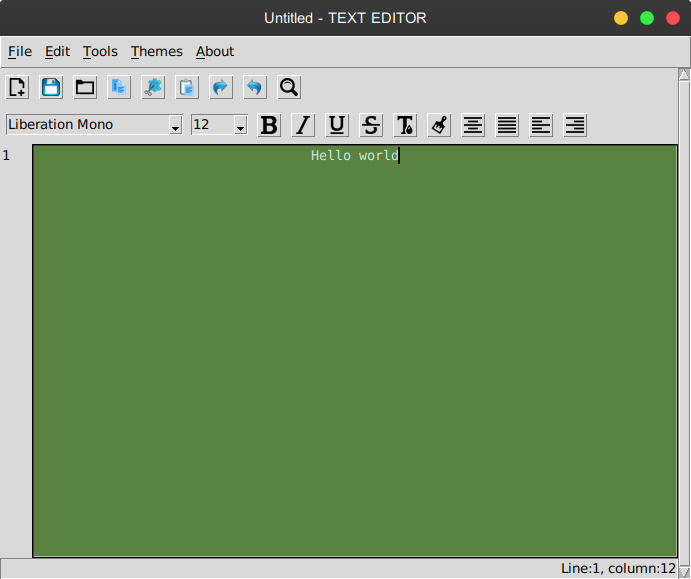 Untitled - TEXT EDITOR
File Edit Tools Themes About
Liberation Mono 12 B I U S T
1 Hello world
Line:1, column:12